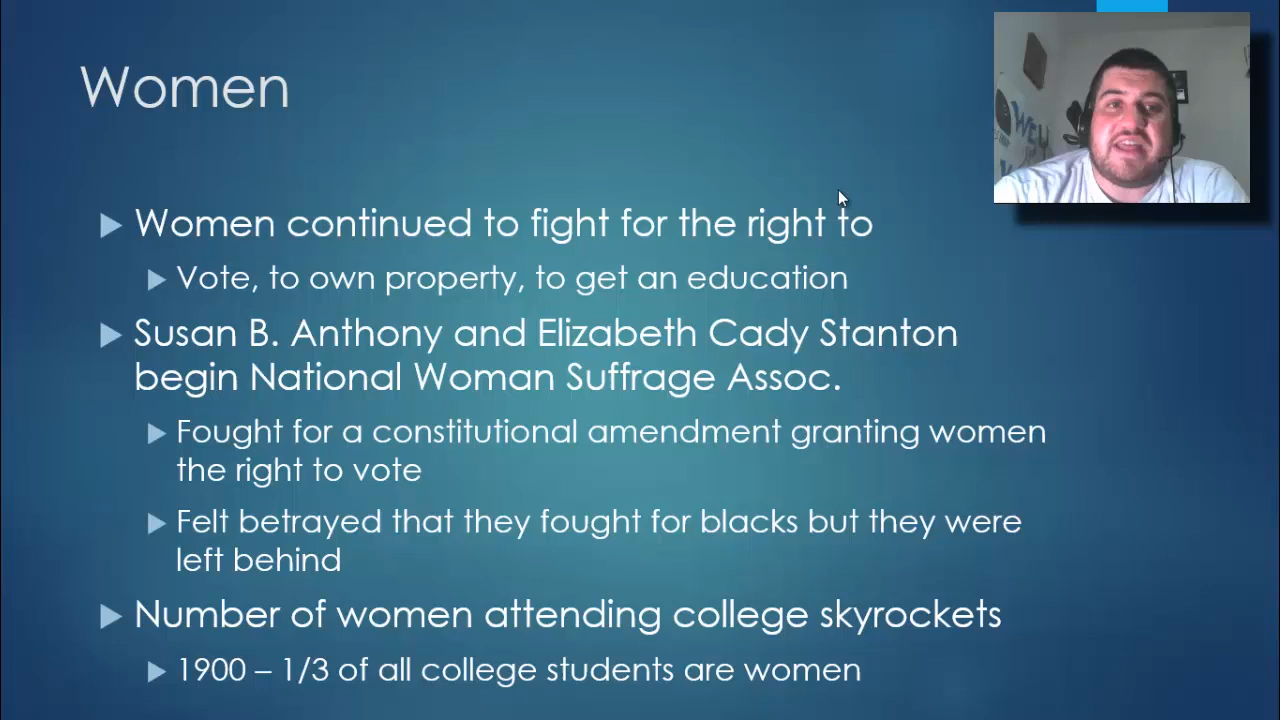 Women
Women continued to fight for the right to
Vote, to own property, to get an education
Susan B. Anthony and Elizabeth Cady Stanton
begin National Woman Suffrage Assoc.
Fought for a constitutional amendment granting women
the right to vote
Felt betrayed that they fought for blacks but they were
left behind
Number of women attending college skyrockets
1900 – 1/3 of all college students are women